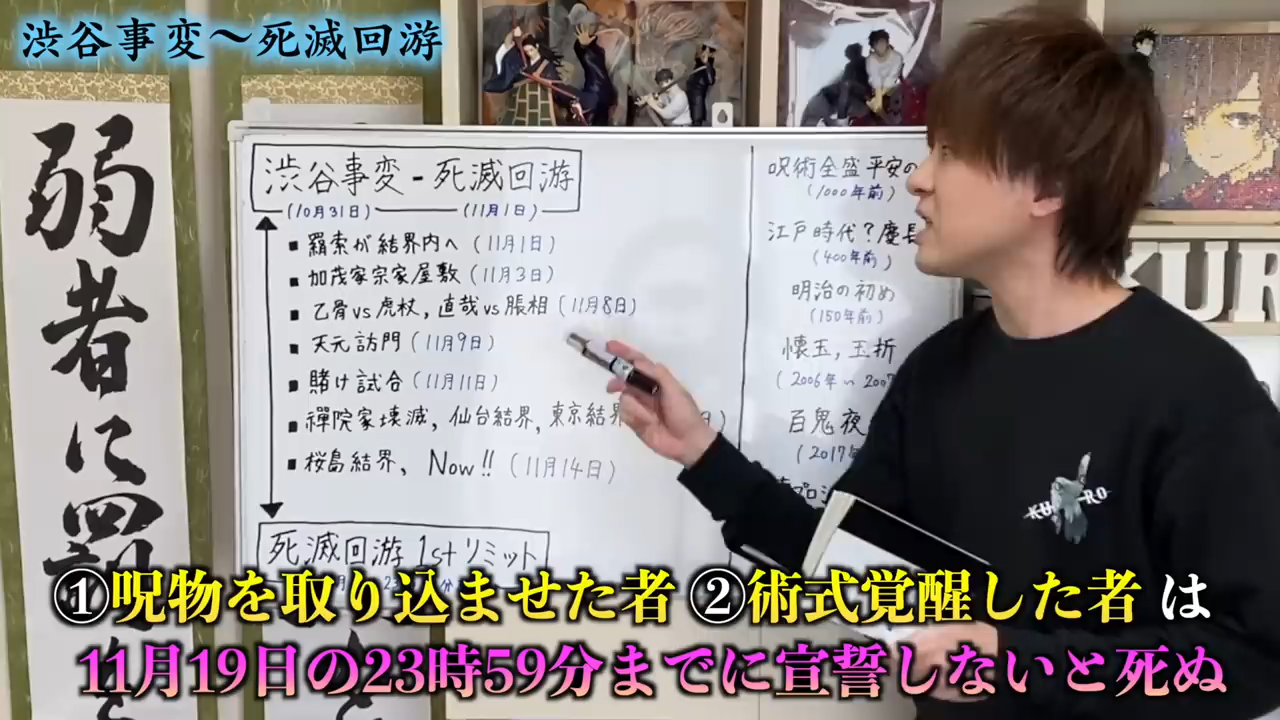 渋谷事変～死滅回游
弱者に罰
渋谷事変-死滅回游
(10月31日)
(11月1日)
羂索が結界内へ (11月1日)
加茂家宗家屋敷 (11月3日)
乙骨vs虎杖, 直哉vs脹相 (11月8日)
天元訪問 (11月9日)
賭け試合 (11月11日)
禪院家壊滅, 仙台結界, 東京結界
桜島結界, Now!! (11月14日)
死滅回游 1stリミット
呪術全盛平安の
(1000年前)
江戸時代?慶長
(400年前)
明治の初め
(150年前)
懐玉, 玉折
(2006年〜2007
百鬼夜
(2017年
KUR
KU RO
①呪物を取り込ませた者 ②術式覚醒した者 は
11月19日の23時59分までに宣誓しないと死ぬ